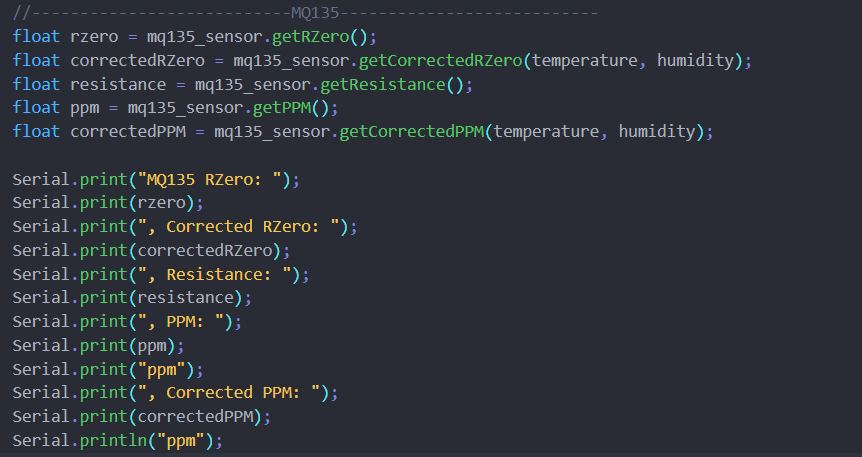 //---------------------------MQ135---------------------------
float rzero = mq135_sensor.getRZero();
float correctedRZero = mq135_sensor.getCorrectedRZero(temperature, humidity);
float resistance = mq135_sensor.getResistance();
float ppm = mq135_sensor.getPPM();
float correctedPPM = mq135_sensor.getCorrectedPPM(temperature, humidity);
Serial.print("MQ135 RZero: ");
Serial.print(rzero);
Serial.print(", Corrected RZero: ");
Serial.print(correctedRZero);
Serial.print(", Resistance: ");
Serial.print(resistance);
Serial.print(", PPM: ");
Serial.print(ppm);
Serial.print("ppm");
Serial.print(", Corrected PPM: ");
Serial.print(correctedPPM);
Serial.println("ppm");